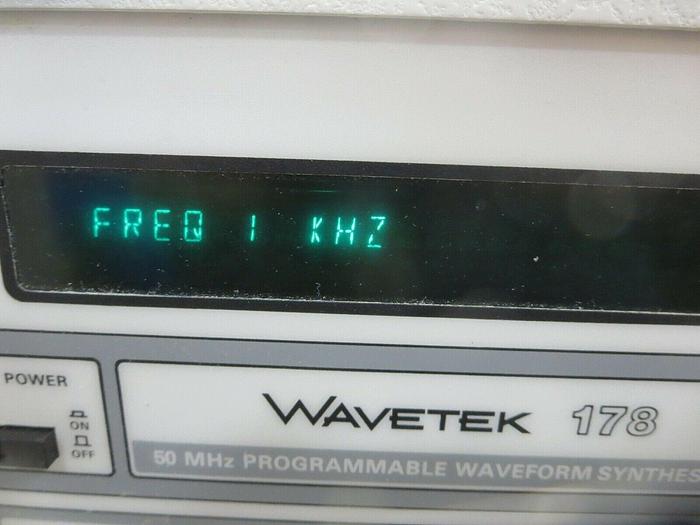 FREQ 1 KHZ
POWER
ON
OFF
WAVETEK 178
50 MHz PROGRAMMABLE WAVEFORM SYNTHES